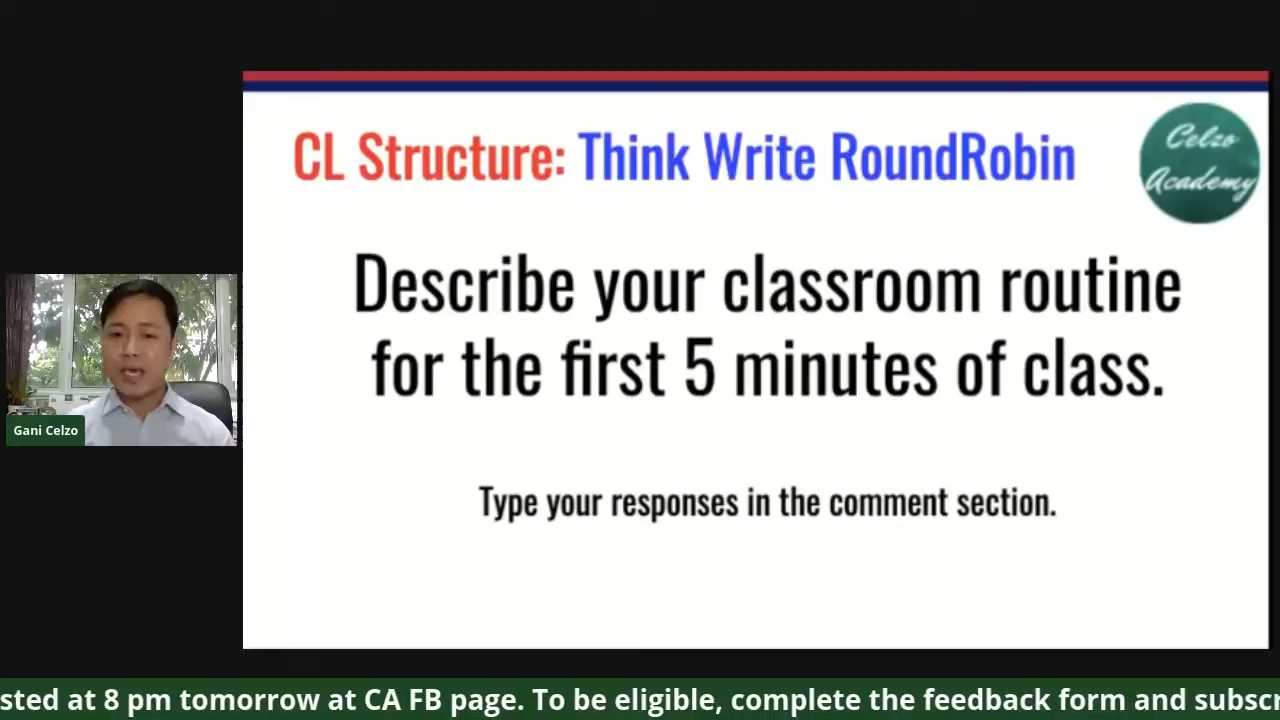 CL Structure: Think Write RoundRobin
Celzo
Academy
Describe your classroom routine
for the first 5 minutes of class.
Gani Celzo
Type your responses in the comment section.
sted at 8 pm tomorrow at CA FB page. To be eligible, complete the feedback form and subscr